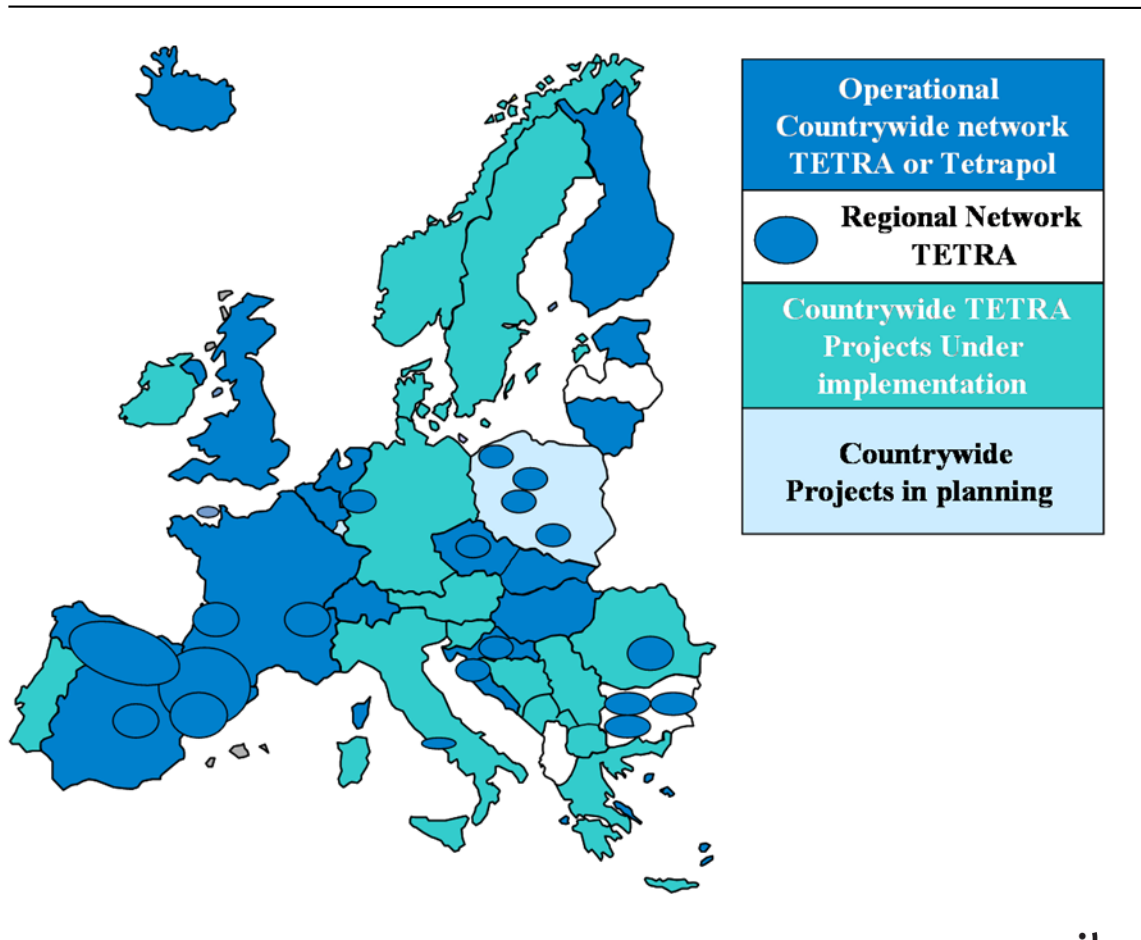 Operational
Countrywide network
TETRA or Tetrapol
Regional Network
TETRA
Countrywide TETRA
Projects Under
implementation
Countrywide
Projects in planning